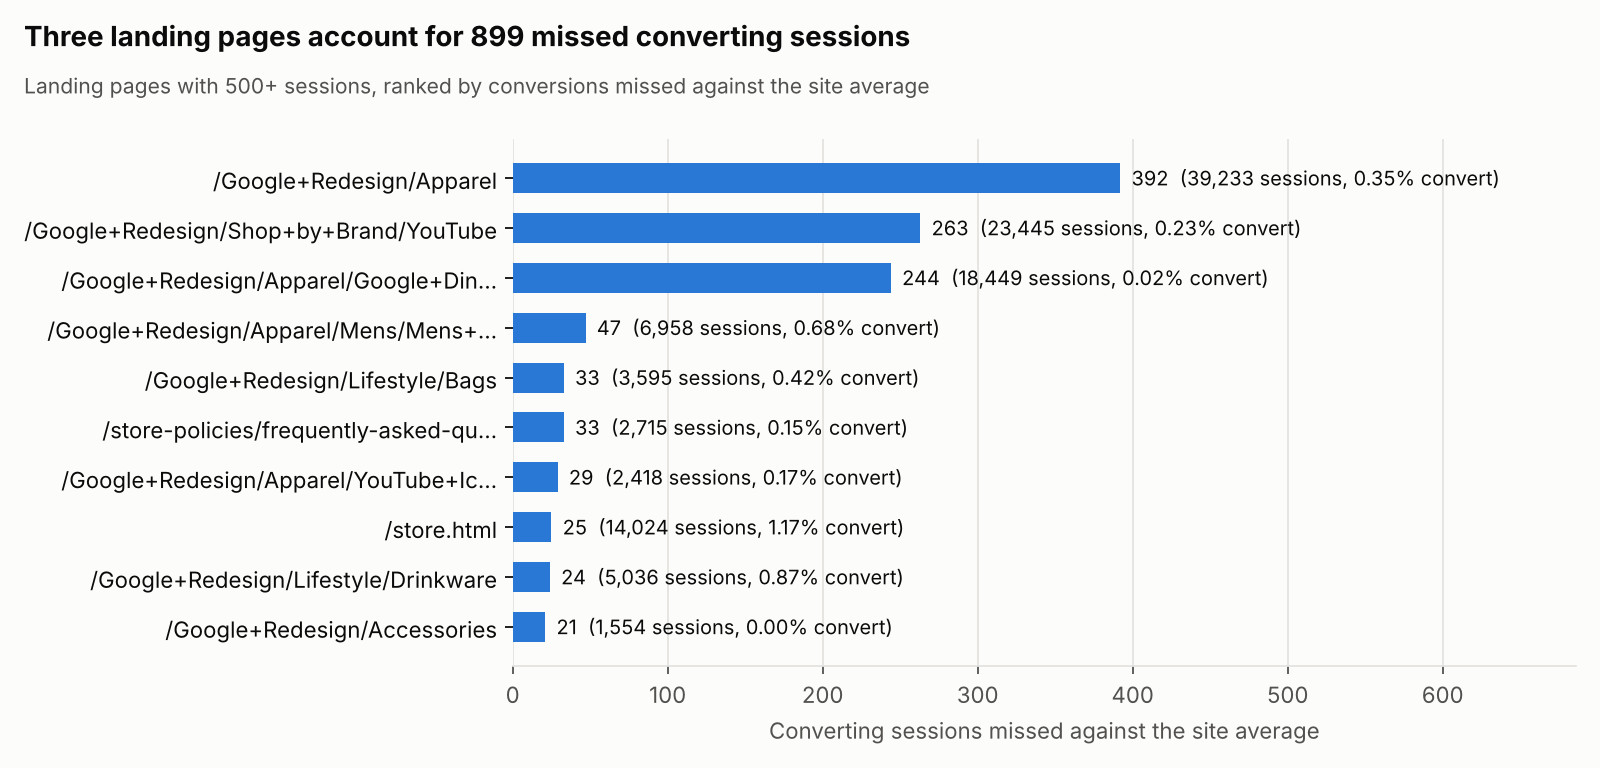 Three landing pages account for 899 missed converting sessions
Landing pages with 500+ sessions, ranked by conversions missed against the site average
/Google+Redesign/Apparel 392 (39,233 sessions, 0.35% convert)
/Google+Redesign/Shop+by+Brand/YouTube 263 (23,445 sessions, 0.23% convert)
/Google+Redesign/Apparel/Google+Din... 244 (18,449 sessions, 0.02% convert)
/Google+Redesign/Apparel/Mens/Mens+... 47 (6,958 sessions, 0.68% convert)
/Google+Redesign/Lifestyle/Bags 33 (3,595 sessions, 0.42% convert)
/store-policies/frequently-asked-qu... 33 (2,715 sessions, 0.15% convert)
/Google+Redesign/Apparel/YouTube+Ic... 29 (2,418 sessions, 0.17% convert)
/store.html 25 (14,024 sessions, 1.17% convert)
/Google+Redesign/Lifestyle/Drinkware 24 (5,036 sessions, 0.87% convert)
/Google+Redesign/Accessories 21 (1,554 sessions, 0.00% convert)
0 100 200 300 400 500 600
Converting sessions missed against the site average